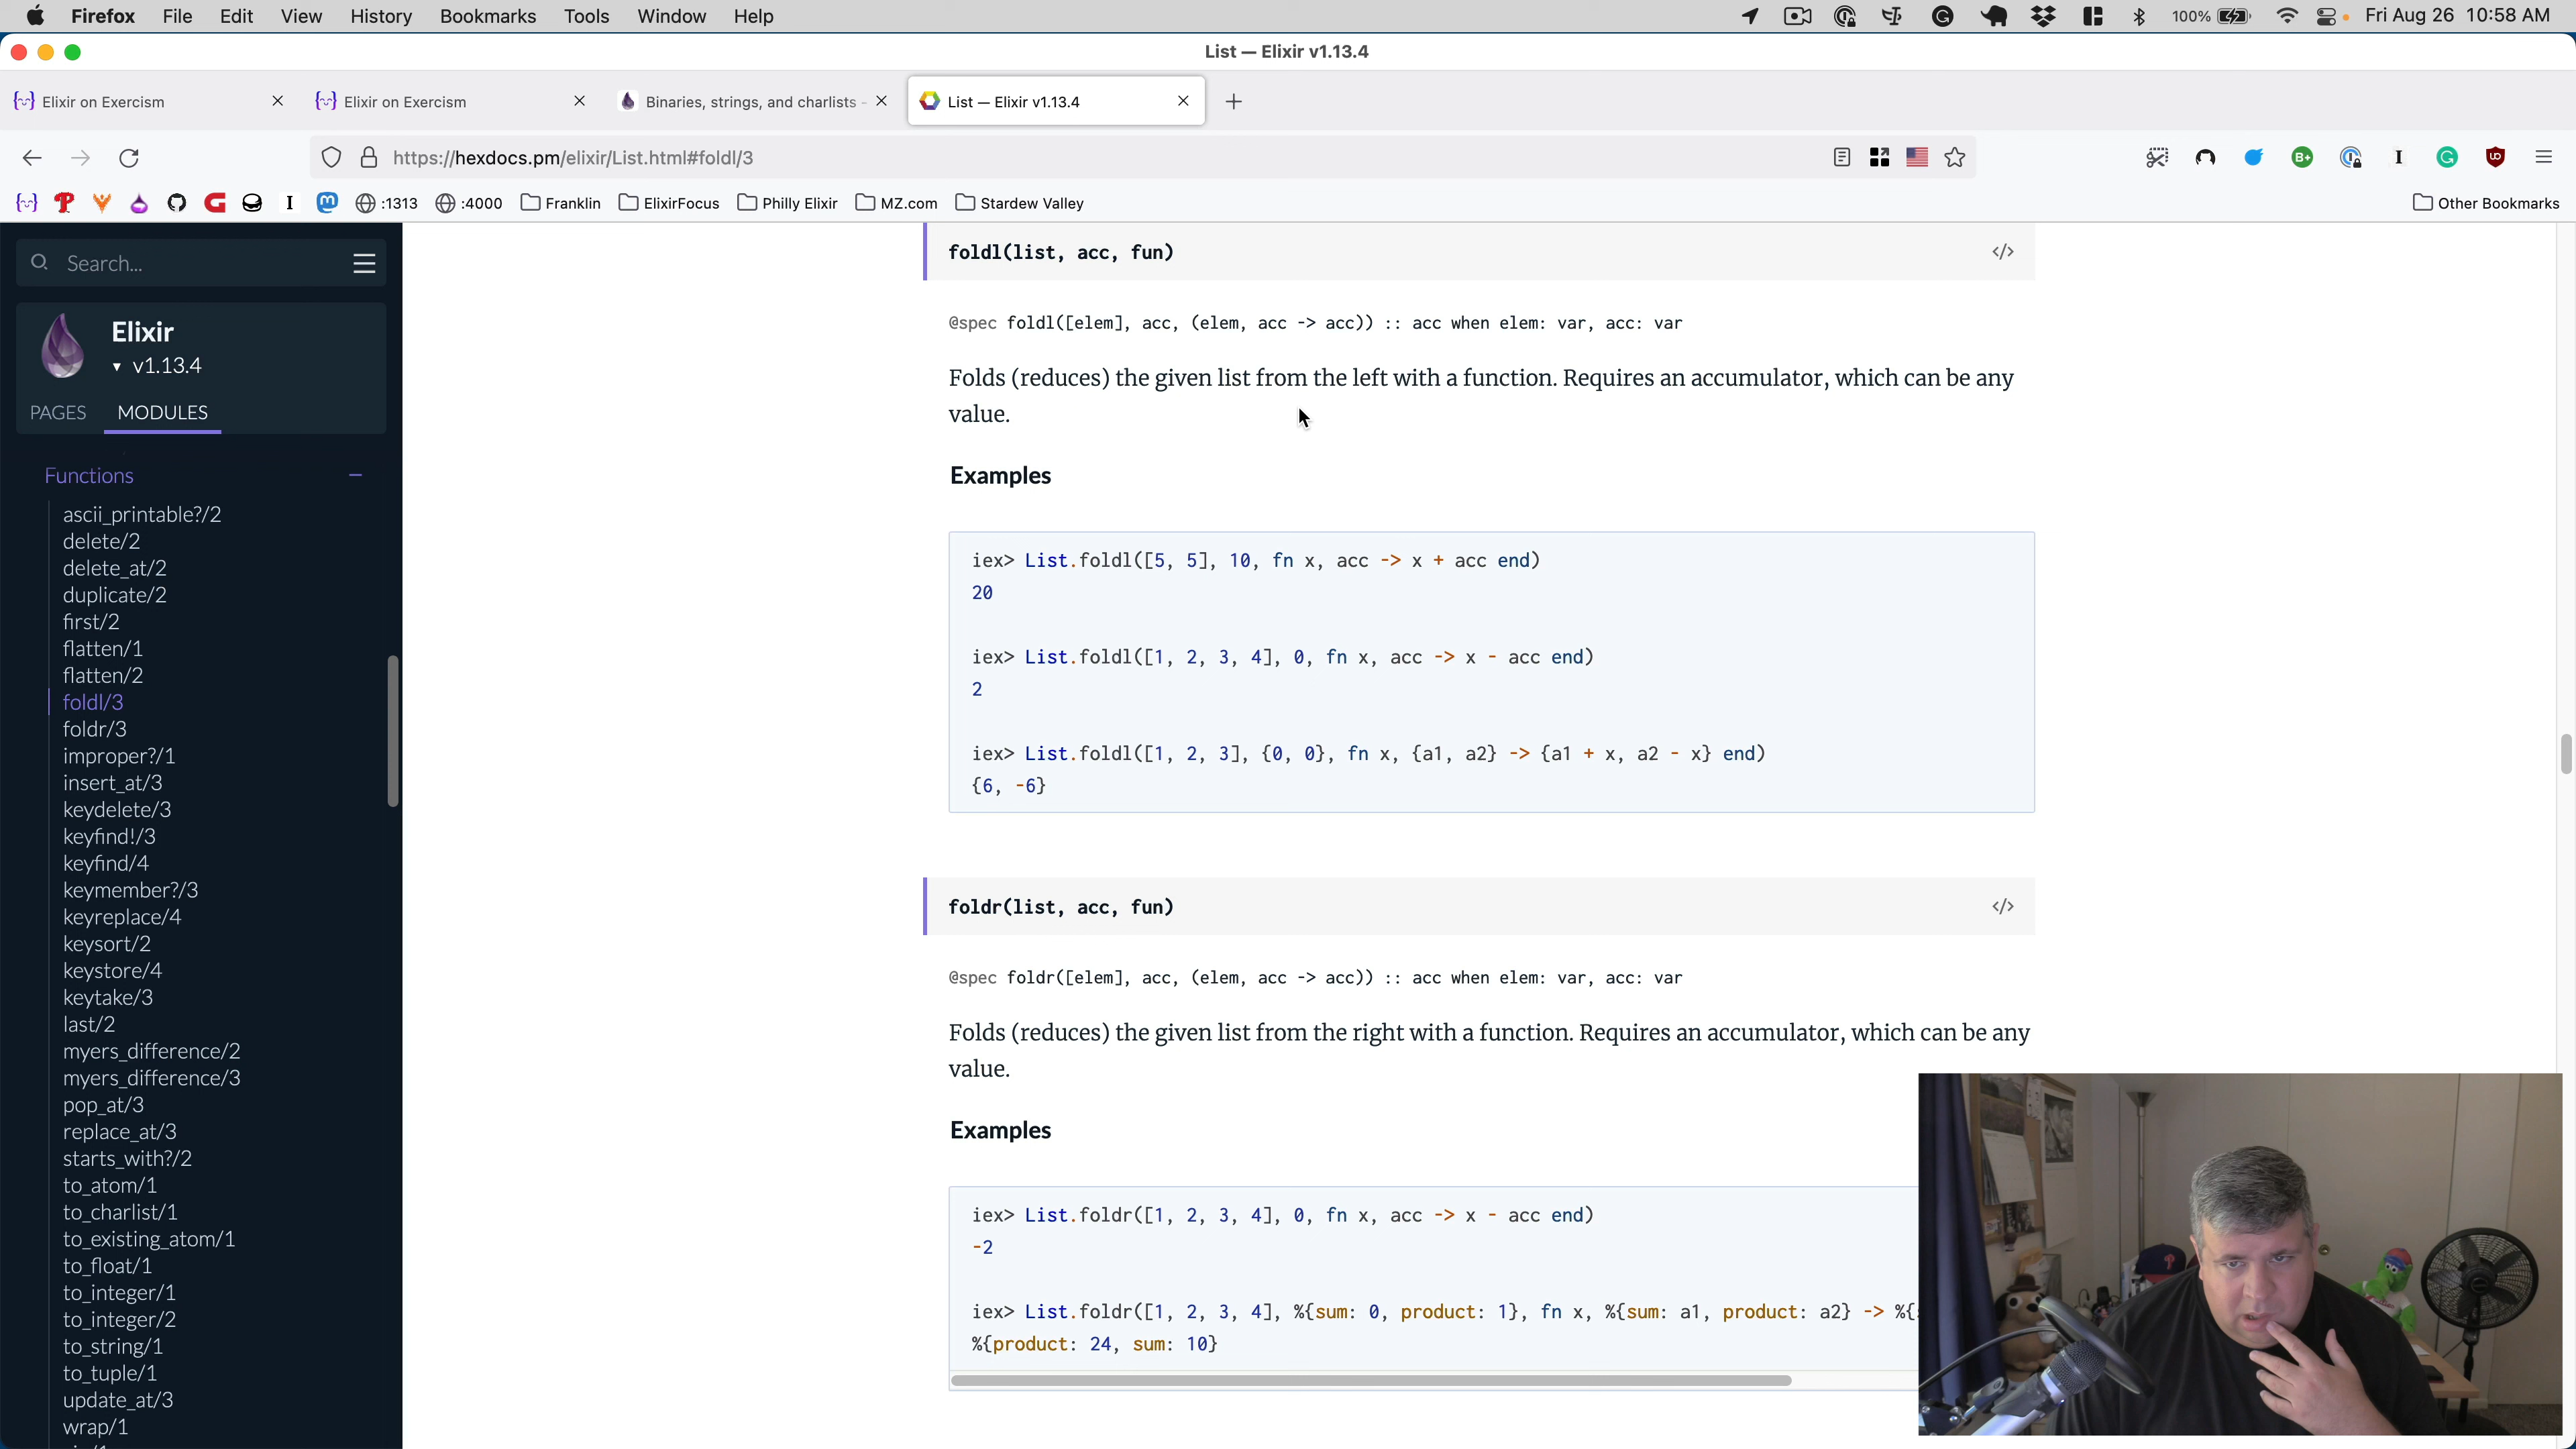 Firefox File Edit View History Bookmarks Tools Window Help 100% Fri Aug 26 10:58 AM
List — Elixir v1.13.4
Elixir on Exercism Elixir on Exercism Binaries, strings, and charlists - List — Elixir v1.13.4
https://hexdocs.pm/elixir/List.html#foldl/3
:1313 :4000 Franklin ElixirFocus Philly Elixir MZ.com Stardew Valley Other Bookmarks
Search...
Elixir
v1.13.4
PAGES MODULES
Functions
ascii_printable?/2
delete/2
delete_at/2
duplicate/2
first/2
flatten/1
flatten/2
foldl/3
foldr/3
improper?/1
insert_at/3
keydelete/3
keyfind!/3
keyfind/4
keymember?/3
keyreplace/4
keysort/2
keystore/4
keytake/3
last/2
myers_difference/2
myers_difference/3
pop_at/3
replace_at/3
starts_with?/2
to_atom/1
to_charlist/1
to_existing_atom/1
to_float/1
to_integer/1
to_integer/2
to_string/1
to_tuple/1
update_at/3
wrap/1
foldl(list, acc, fun) </>
@spec foldl([elem], acc, (elem, acc -> acc)) :: acc when elem: var, acc: var
Folds (reduces) the given list from the left with a function. Requires an accumulator, which can be any
value.
Examples
iex> List.foldl([5, 5], 10, fn x, acc -> x + acc end)
20
iex> List.foldl([1, 2, 3, 4], 0, fn x, acc -> x - acc end)
2
iex> List.foldl([1, 2, 3], {0, 0}, fn x, {a1, a2} -> {a1 + x, a2 - x} end)
{6, -6}
foldr(list, acc, fun) </>
@spec foldr([elem], acc, (elem, acc -> acc)) :: acc when elem: var, acc: var
Folds (reduces) the given list from the right with a function. Requires an accumulator, which can be any
value.
Examples
iex> List.foldr([1, 2, 3, 4], 0, fn x, acc -> x - acc end)
-2
iex> List.foldr([1, 2, 3, 4], %{sum: 0, product: 1}, fn x, %{sum: a1, product: a2} -> %{
%{product: 24, sum: 10}